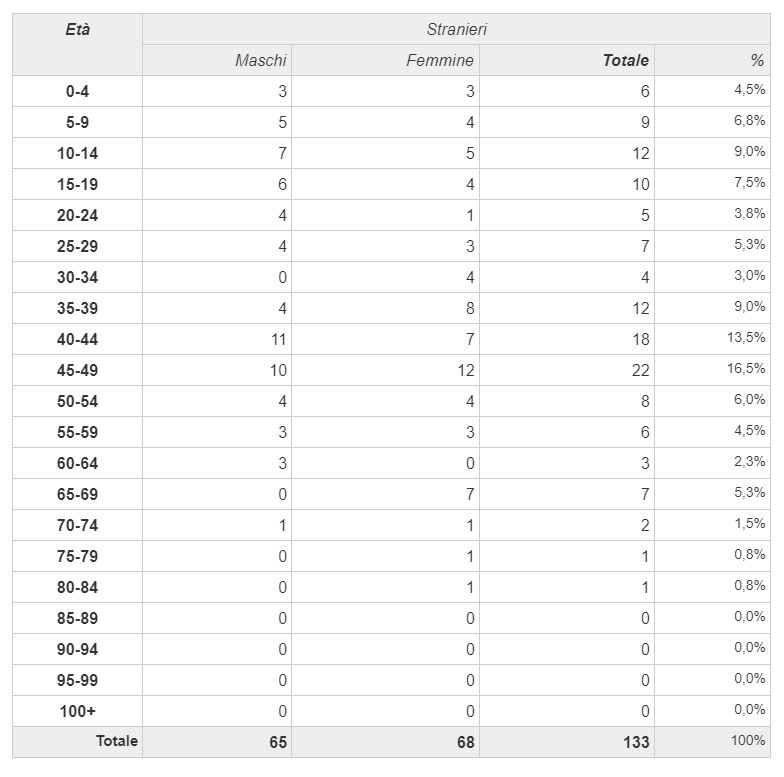 Età Stranieri
Maschi Femmine Totale %
0-4 3 3 6 4,5%
5-9 5 4 9 6,8%
10-14 7 5 12 9,0%
15-19 6 4 10 7,5%
20-24 4 1 5 3,8%
25-29 4 3 7 5,3%
30-34 0 4 4 3,0%
35-39 4 8 12 9,0%
40-44 11 7 18 13,5%
45-49 10 12 22 16,5%
50-54 4 4 8 6,0%
55-59 3 3 6 4,5%
60-64 3 0 3 2,3%
65-69 0 7 7 5,3%
70-74 1 1 2 1,5%
75-79 0 1 1 0,8%
80-84 0 1 1 0,8%
85-89 0 0 0 0,0%
90-94 0 0 0 0,0%
95-99 0 0 0 0,0%
100+ 0 0 0 0,0%
Totale 65 68 133 100%